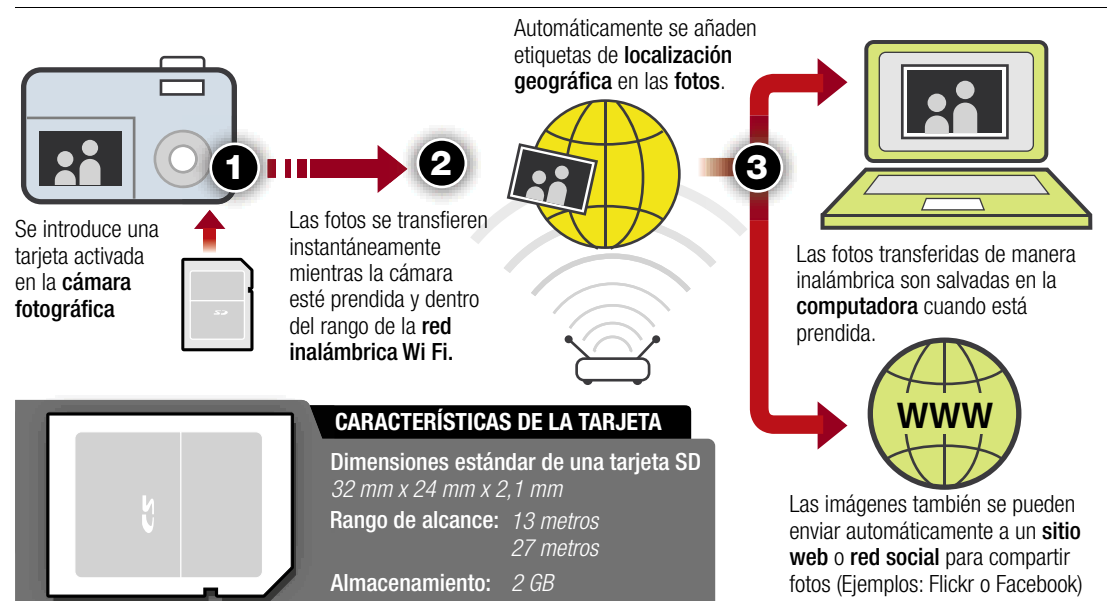 Automáticamente se añaden
etiquetas de localización
geográfica en las fotos.
1
2
3
Se introduce una
tarjeta activada
en la cámara
fotográfica
Las fotos se transfieren
instantáneamente
mientras la cámara
esté prendida y dentro
del rango de la red
inalámbrica Wi Fi.
Las fotos transferidas de manera
inalámbrica son salvadas en la
computadora cuando está
prendida.
WWW
Las imágenes también se pueden
enviar automáticamente a un sitio
web o red social para compartir
fotos (Ejemplos: Flickr o Facebook)
SD
SD
CARACTERÍSTICAS DE LA TARJETA
Dimensiones estándar de una tarjeta SD
32 mm x 24 mm x 2,1 mm
Rango de alcance: 13 metros
27 metros
Almacenamiento: 2 GB